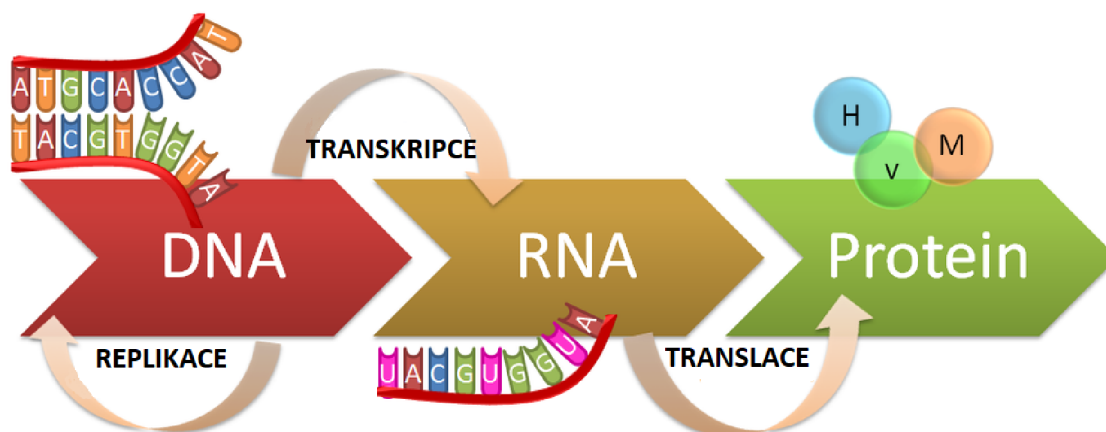 ATGCACCAT
TACGTGGTA
TRANSKRIPCE
H
V
M
DNA
RNA
Protein
REPLIKACE
UACGUGGUA
TRANSLACE